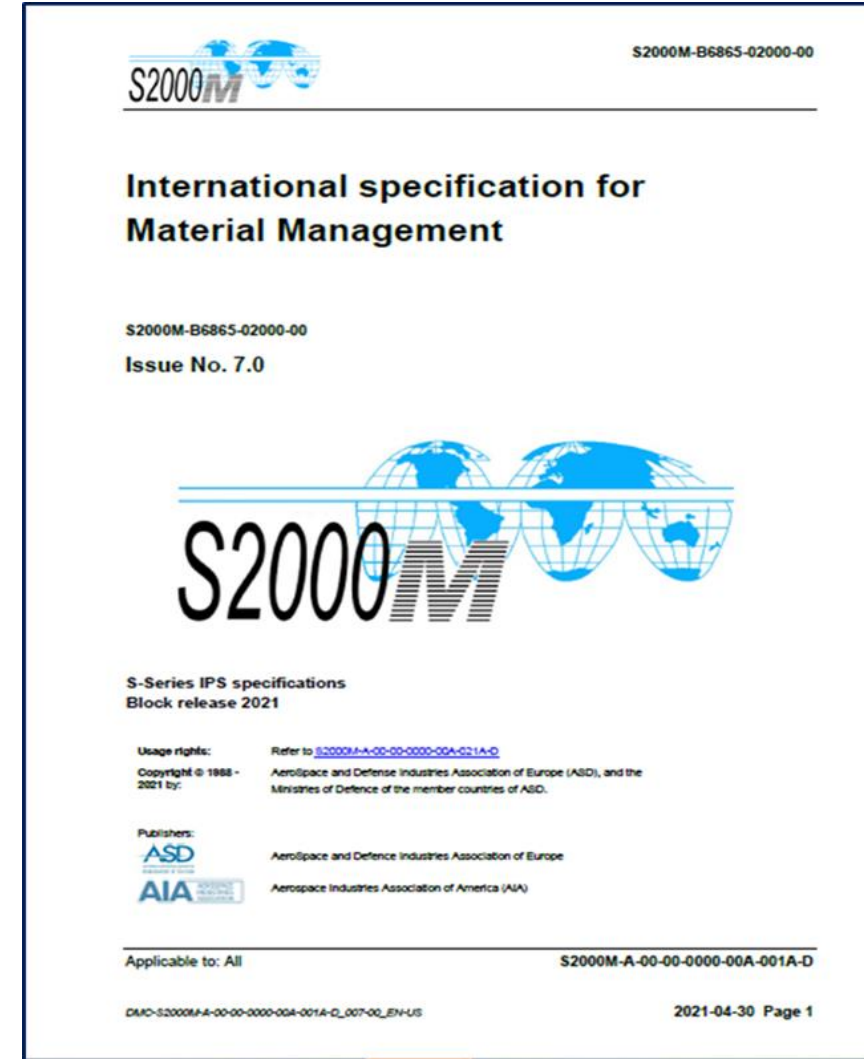 S2000M
S2000M-B6865-02000-00
International specification for
Material Management
S2000M-B6865-02000-00
Issue No. 7.0
S2000M
S-Series IPS specifications
Block release 2021
Usage rights: Refer to S2000M-A-00-00-0000-00A-021A-D
Copyright © 1988 - AeroSpace and Defense Industries Association of Europe (ASD), and the
2021 by: Ministries of Defence of the member countries of ASD.
Publishers:
ASD
AeroSpace and Defence Industries Association of Europe
AIA
Aerospace Industries Association of America (AIA)
Applicable to: All
S2000M-A-00-00-0000-00A-001A-D
DMC-S2000M-A-00-00-0000-00A-001A-D_007-00_EN-US
2021-04-30 Page 1